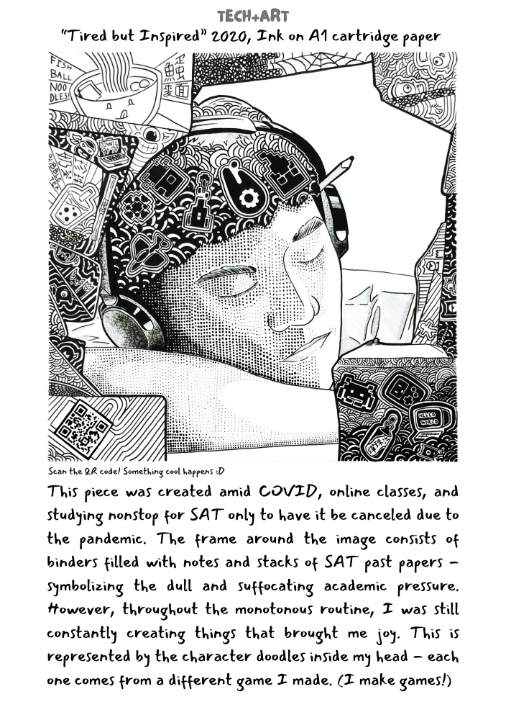 TECH+ART
"Tired but Inspired" 2020, Ink on A1 cartridge paper
FISH
BALL
NOO
DLES!
HELLO
WORLD
Scan the QR code! Something cool happens :D
This piece was created amid COVID, online classes, and
studying nonstop for SAT only to have it be canceled due to
the pandemic. The frame around the image consists of
binders filled with notes and stacks of SAT past papers –
symbolizing the dull and suffocating academic pressure.
However, throughout the monotonous routine, I was still
constantly creating things that brought me joy. This is
represented by the character doodles inside my head – each
one comes from a different game I made. (I make games!)